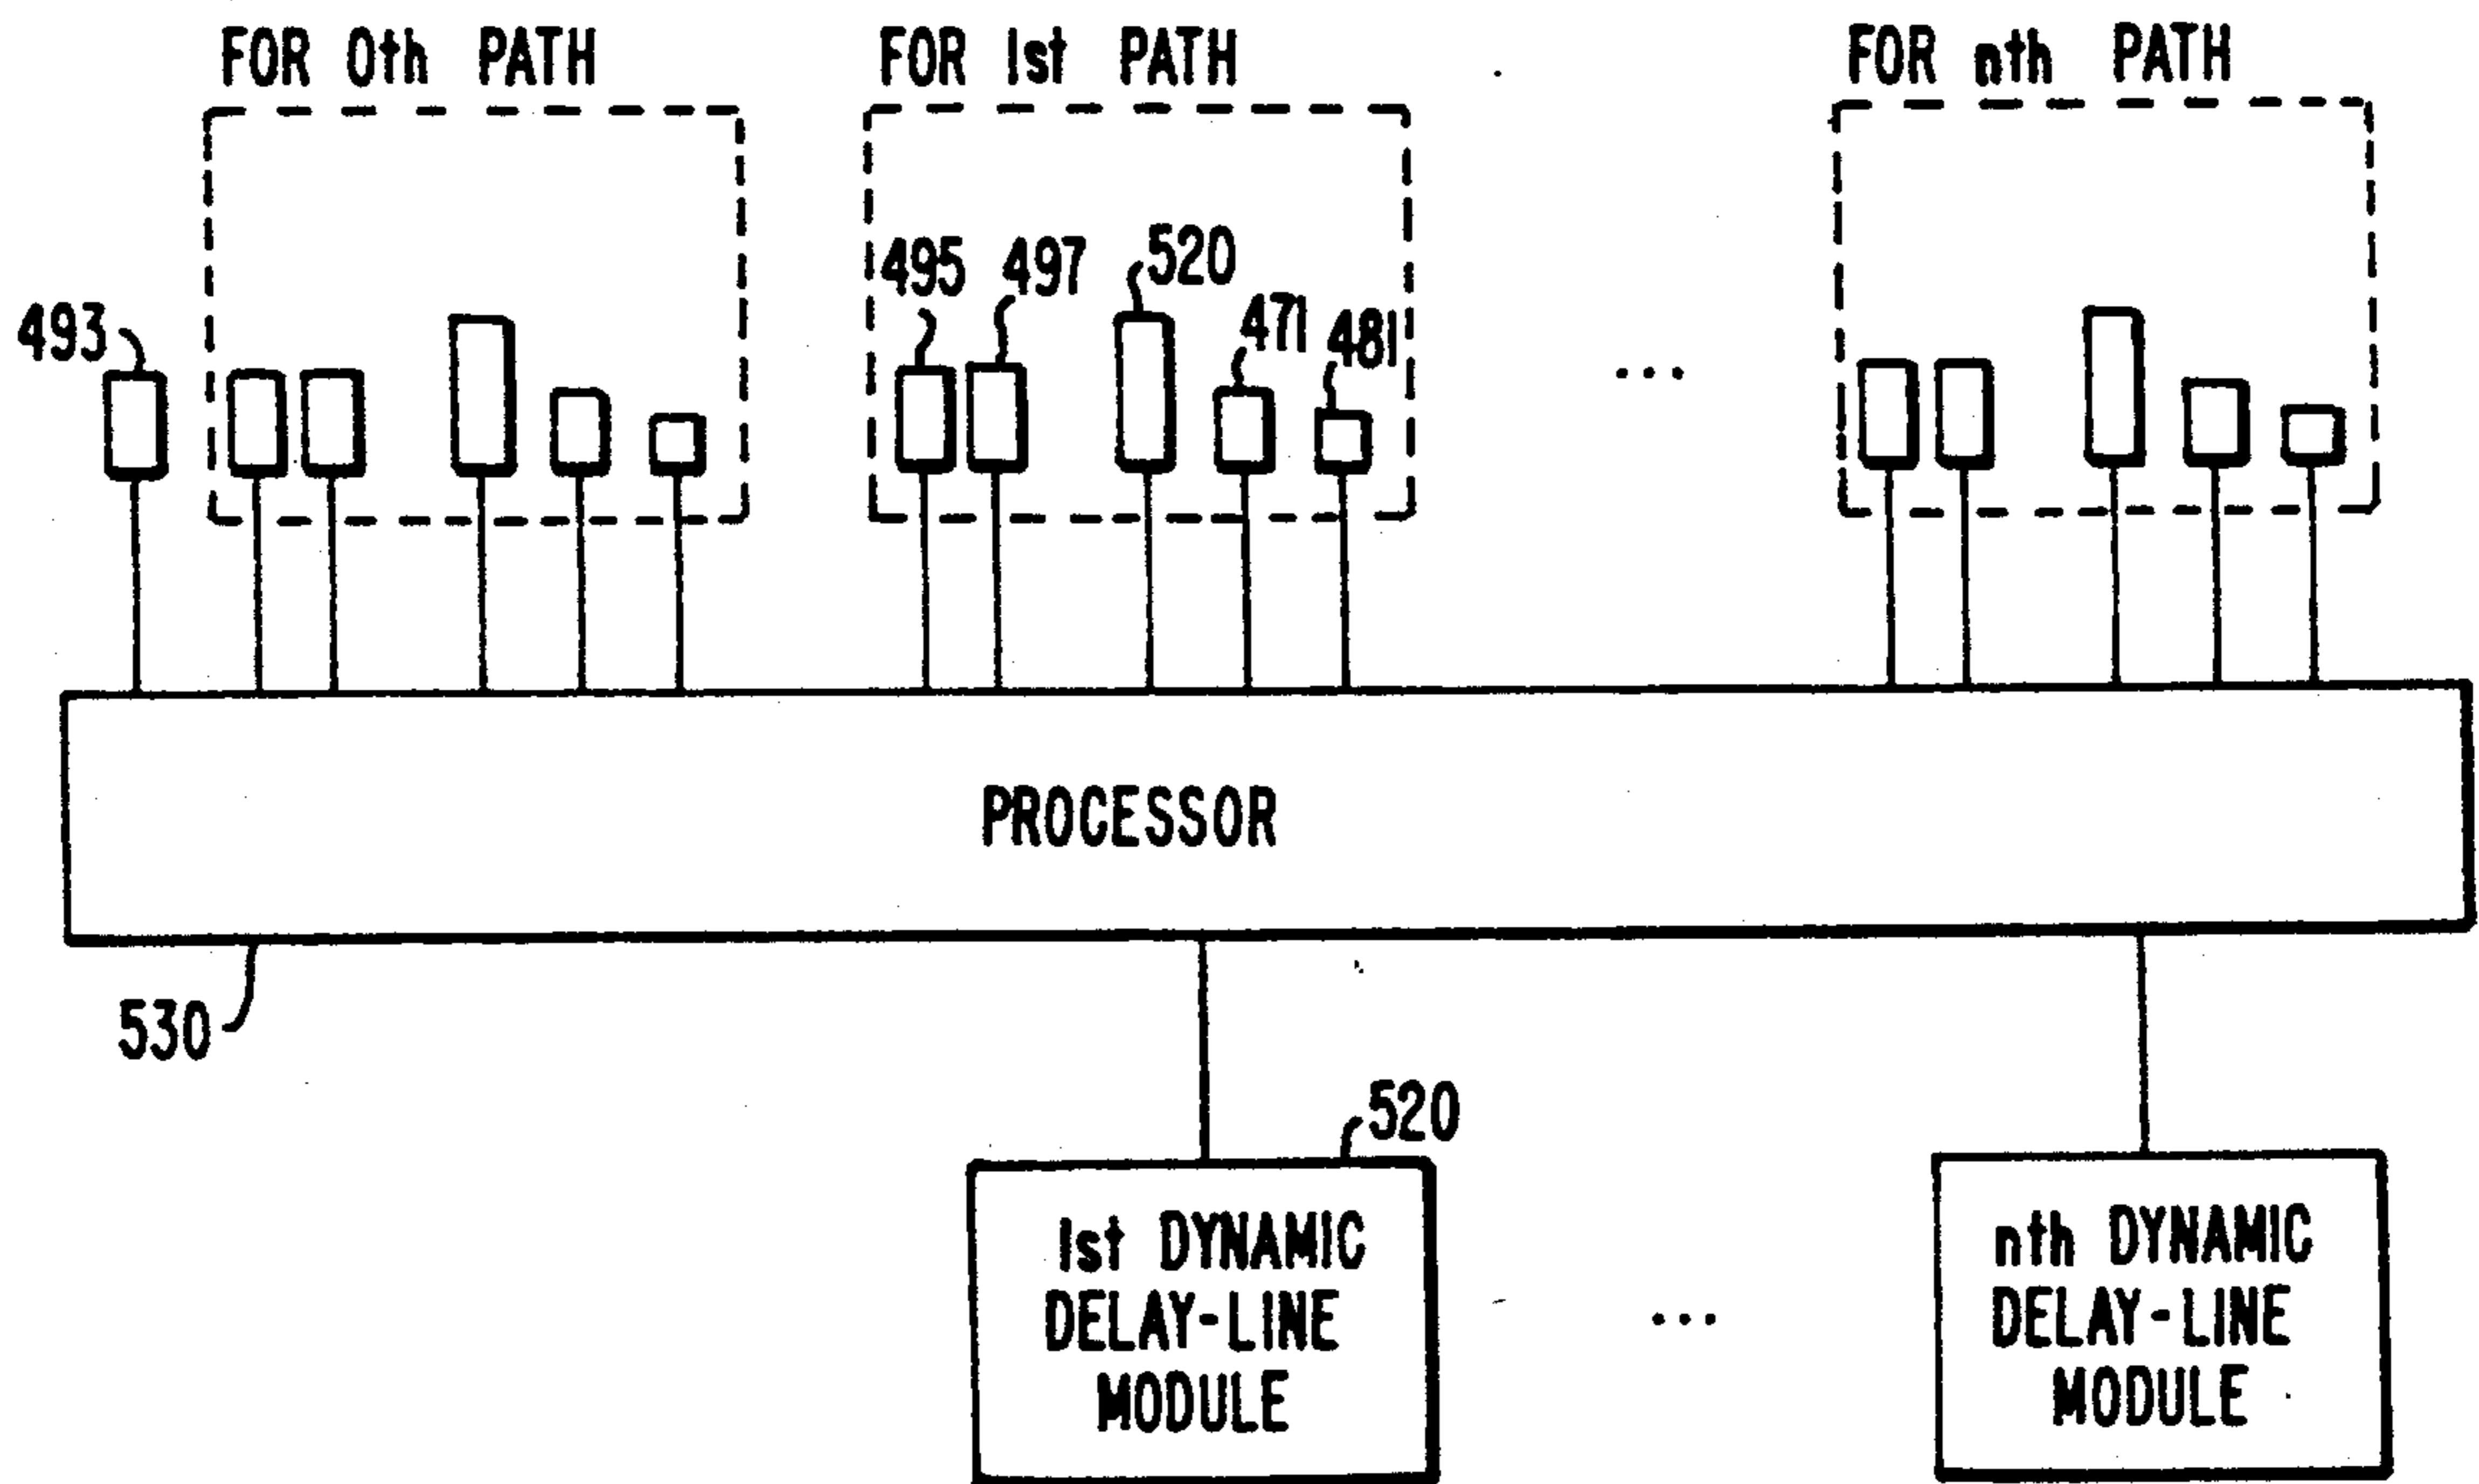 FOR 0th PATH
FOR 1st PATH
FOR nth PATH
493
495
497
520
471
481
...
PROCESSOR
530
520
1st DYNAMIC
DELAY-LINE
MODULE
...
nth DYNAMIC
DELAY-LINE
MODULE